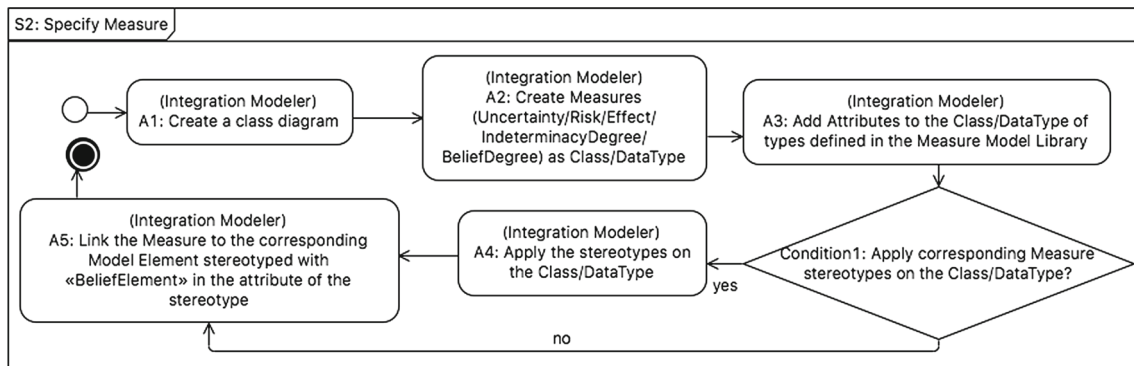 S2: Specify Measure
(Integration Modeler)
A1: Create a class diagram
(Integration Modeler)
A2: Create Measures
(Uncertainty/Risk/Effect/
IndeterminacyDegree/
BeliefDegree) as Class/DataType
(Integration Modeler)
A3: Add Attributes to the Class/DataType of
types defined in the Measure Model Library
Condition1: Apply corresponding Measure
stereotypes on the Class/DataType?
yes
(Integration Modeler)
A4: Apply the stereotypes on
the Class/DataType
(Integration Modeler)
A5: Link the Measure to the corresponding
Model Element stereotyped with
«BeliefElement» in the attribute of the
stereotype
no